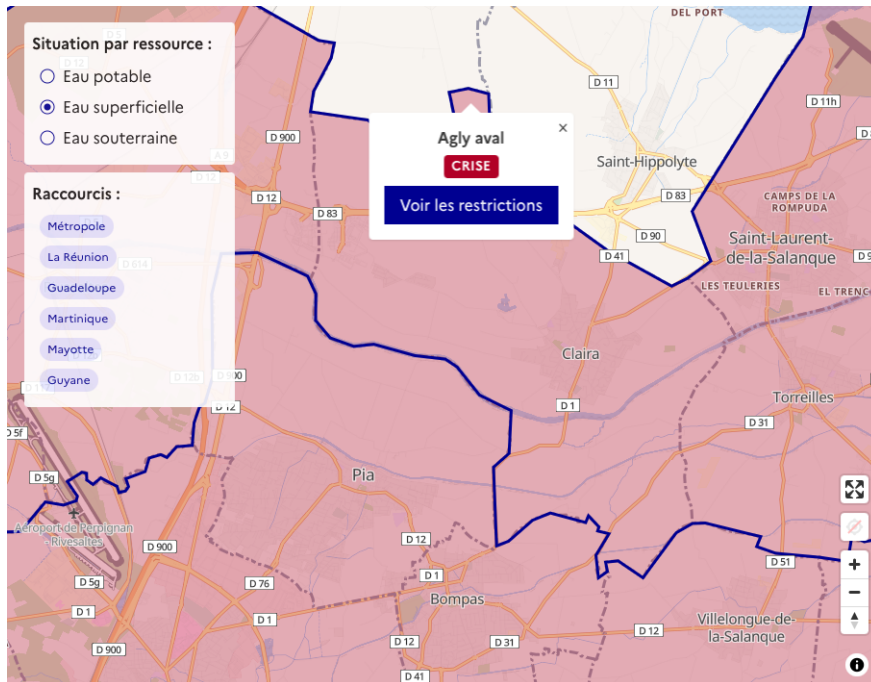 DEL PORT
Situation par ressource :
Eau potable
Eau superficielle
Eau souterraine
D 11
D 11h
D 900
A 9
D 12
Agly aval
×
CRISE
Voir les restrictions
Saint-Hippolyte
Raccourcis :
Métropole
La Réunion
Guadeloupe
Martinique
Mayotte
Guyane
D 12
D 83
D 83
CAMPS DE LA
ROMPUDA
D 90
Saint-Laurent-
de-la-Salanque
D 41
D 614
LES TEULERIES
Claira
D 900
D 12
D 1
Torreilles
D 5f
D 31
D 5g
Pia
Aéroport de Perpignan
- Rivesaltes
D 900
D 12
D 1
D 76
D 5g
D 1
D 1
Bompas
D 51
D 12
D 31
D 12
Villelongue-de-
la-Salanque
D 900
D 41